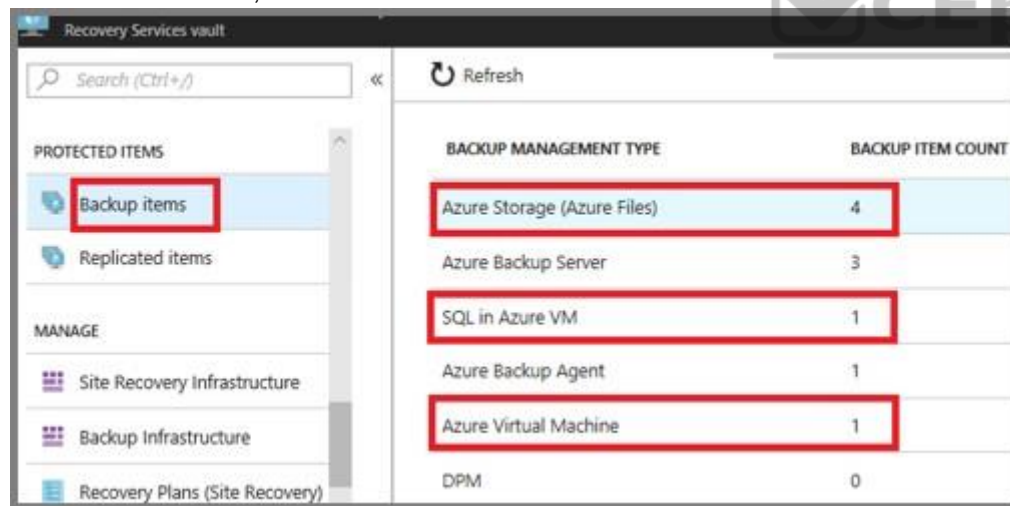 Recovery Services vault
Search (Ctrl+/)
«
PROTECTED ITEMS
Backup items
Replicated items
MANAGE
Site Recovery Infrastructure
Backup Infrastructure
Recovery Plans (Site Recovery)
Refresh
BACKUP MANAGEMENT TYPE BACKUP ITEM COUNT
Azure Storage (Azure Files) 4
Azure Backup Server 3
SQL in Azure VM 1
Azure Backup Agent 1
Azure Virtual Machine 1
DPM 0